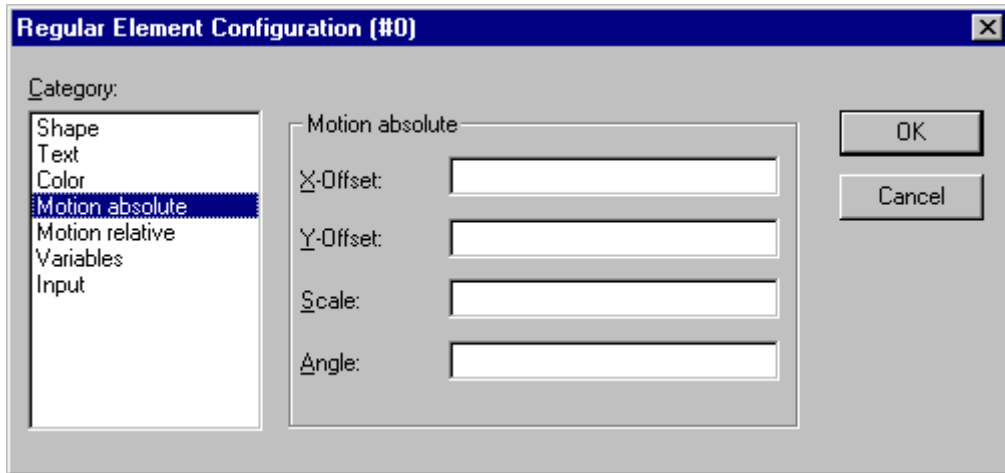 Regular Element Configuration (#0)
Category:
Shape
Text
Color
Motion absolute
Motion relative
Variables
Input
Motion absolute
X-Offset:
Y-Offset:
Scale:
Angle:
OK
Cancel